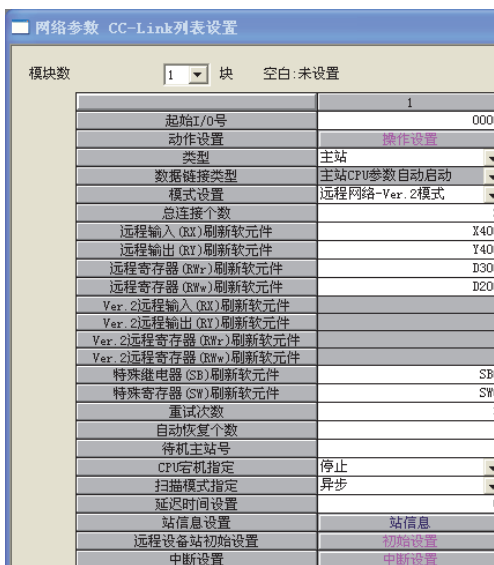 网络参数 CC-Link列表设置
模块数 1 块 空白:未设置
1
起始I/O号 000
动作设置 操作设置
类型 主站
数据链接类型 主站CPU参数自动启动
模式设置 远程网络-Ver.2模式
总连接个数
远程输入(RX)刷新软元件 X40
远程输出(RY)刷新软元件 Y40
远程寄存器(RWr)刷新软元件 D30
远程寄存器(RWw)刷新软元件 D20
Ver.2远程输入(RX)刷新软元件
Ver.2远程输出(RY)刷新软元件
Ver.2远程寄存器(RWr)刷新软元件
Ver.2远程寄存器(RWw)刷新软元件
特殊继电器(SB)刷新软元件 SB
特殊寄存器(SW)刷新软元件 SW
重试次数
自动恢复个数
待机主站号
CPU宕机指定 停止
扫描模式指定 异步
延迟时间设置
站信息设置 站信息
远程设备站初始设置 初始设置
中断设置 中断设置